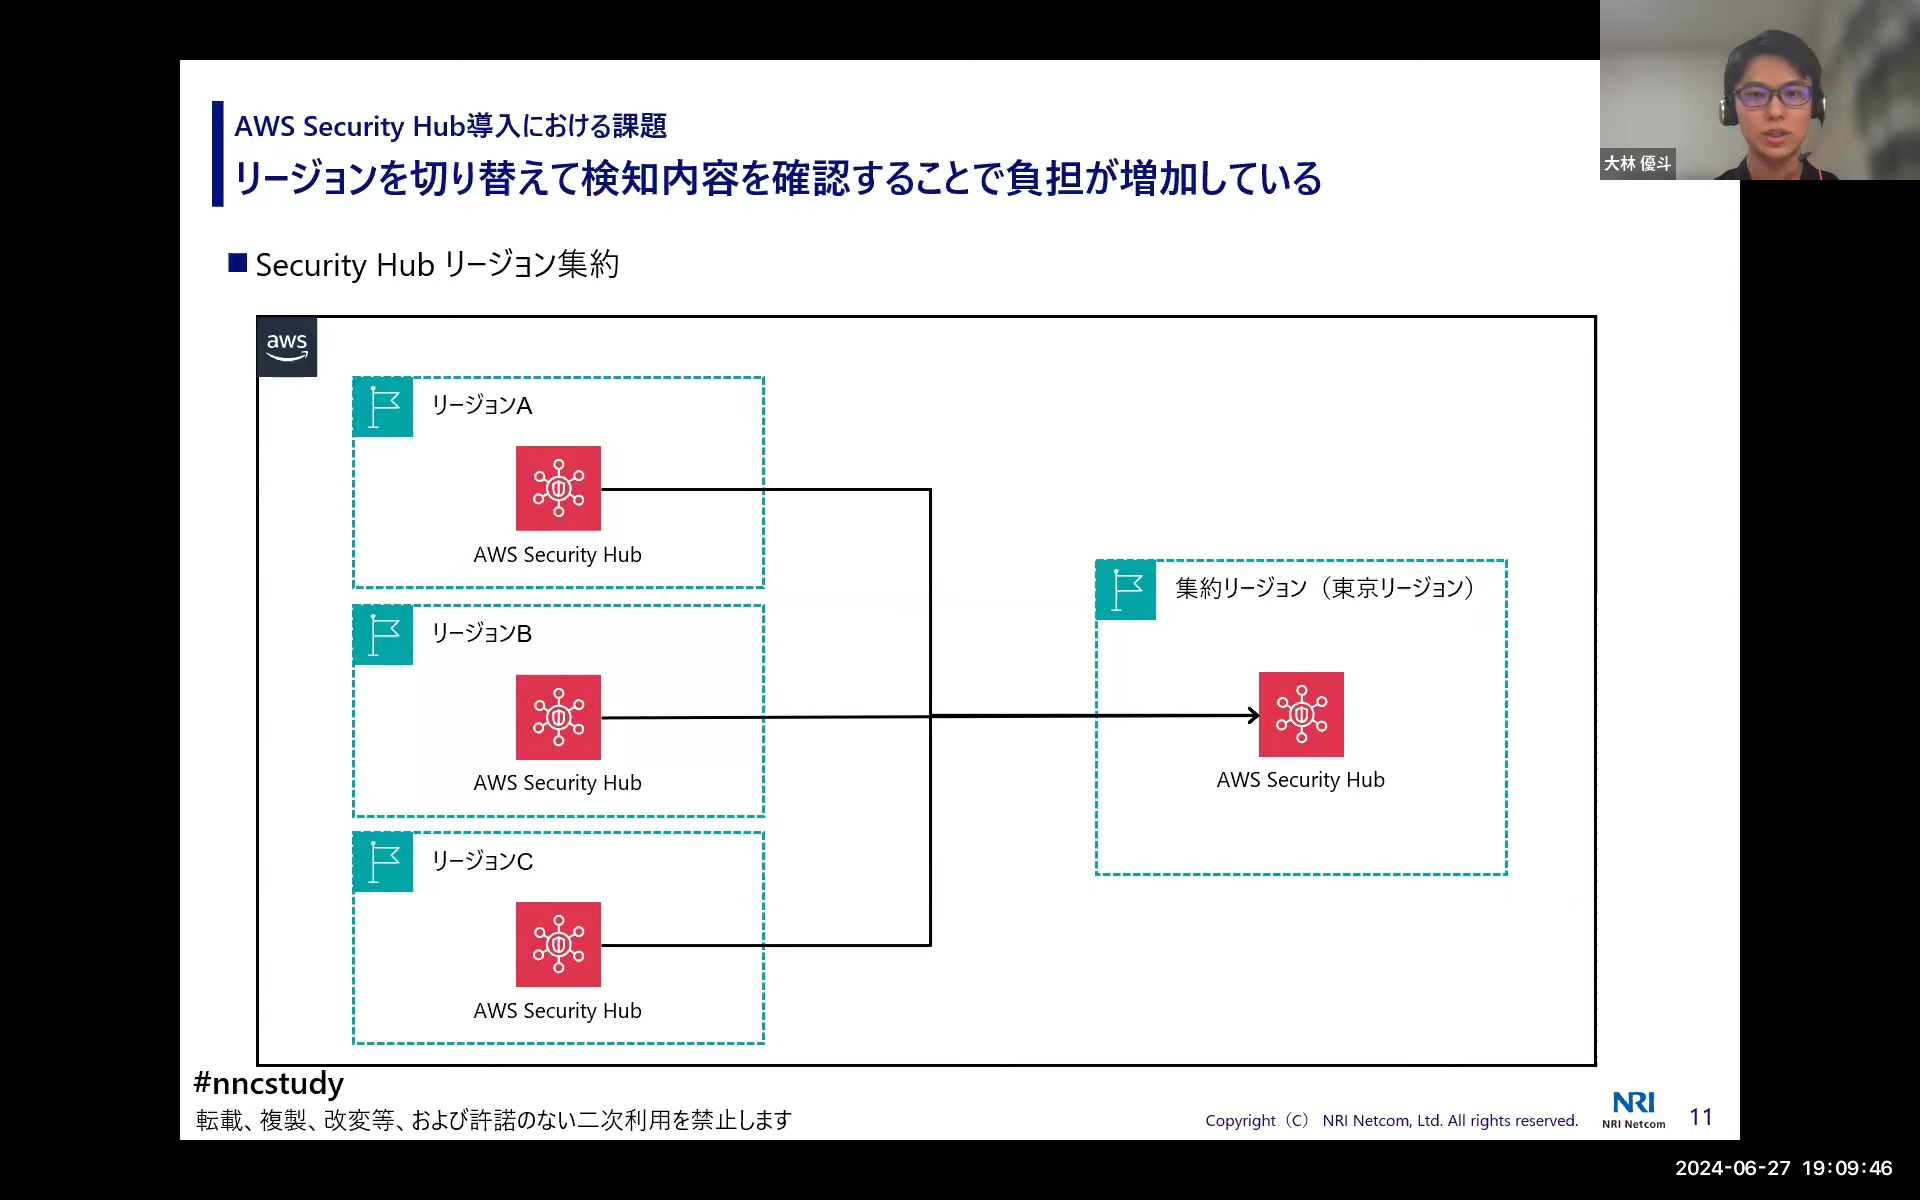 AWS Security Hub導入における課題
リージョンを切り替えて検知内容を確認することで負担が増加している
大林 優斗
Security Hub リージョン集約
aws
リージョンA
AWS Security Hub
リージョンB
AWS Security Hub
リージョンC
AWS Security Hub
集約リージョン（東京リージョン）
AWS Security Hub
#nncstudy
転載、複製、改変等、および許諾のない二次利用を禁止します
Copyright（C） NRI Netcom, Ltd. All rights reserved.
NRI
NRI Netcom
11
2024-06-27 19:09:46